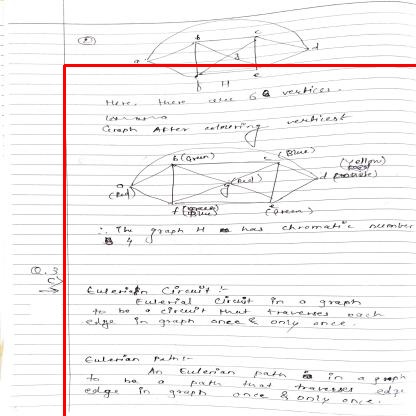 b
c
a
g
d
f
H
e
Here, there are 6 vertices.
Graph After colouring vertices
b (Green)
c (Blue)
(Yellow)
a
(Red)
g (Red)
d
f
Blue
e
(Green)
∴ The graph H has chromatic number
4
Q. 3
c)
Eulerian Circuit :-
Eulerial Circuit in a graph
to be a circuit that traverses each
edge in graph once & only once.
Eulerian path :-
An Eulerian path is in a graph
to be a path that traverses edge
edge in graph once & only once.